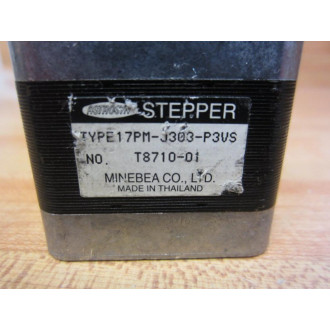 ASTROSYN STEPPER
TYPE17PM-J303-P3VS
NO. T8710-01
MINEBEA CO., LTD.
MADE IN THAILAND